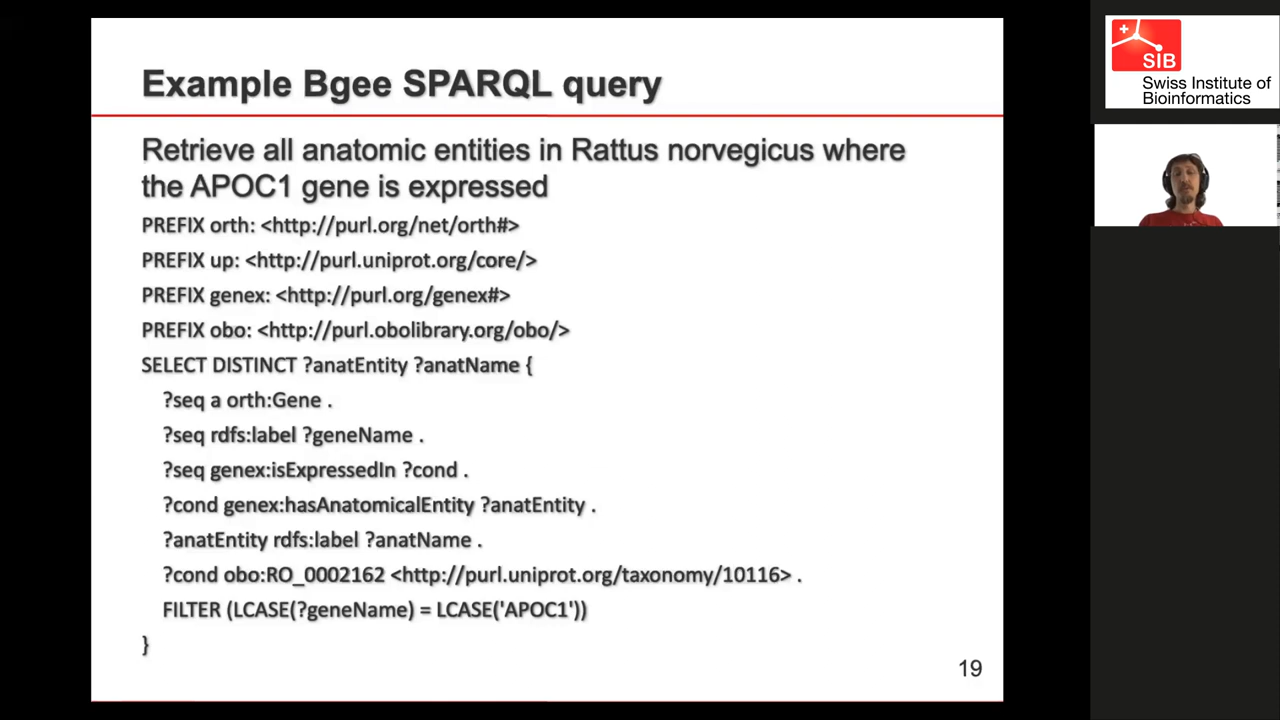 Example Bgee SPARQL query
Retrieve all anatomic entities in Rattus norvegicus where
the APOC1 gene is expressed
PREFIX orth: <http://purl.org/net/orth#>
PREFIX up: <http://purl.uniprot.org/core/>
PREFIX genex: <http://purl.org/genex#>
PREFIX obo: <http://purl.obolibrary.org/obo/>
SELECT DISTINCT ?anatEntity ?anatName {
?seq a orth:Gene .
?seq rdfs:label ?geneName .
?seq genex:isExpressedIn ?cond .
?cond genex:hasAnatomicalEntity ?anatEntity .
?anatEntity rdfs:label ?anatName .
?cond obo:RO_0002162 <http://purl.uniprot.org/taxonomy/10116> .
FILTER (LCASE(?geneName) = LCASE('APOC1'))
}
19
SIB
Swiss Institute of
Bioinformatics